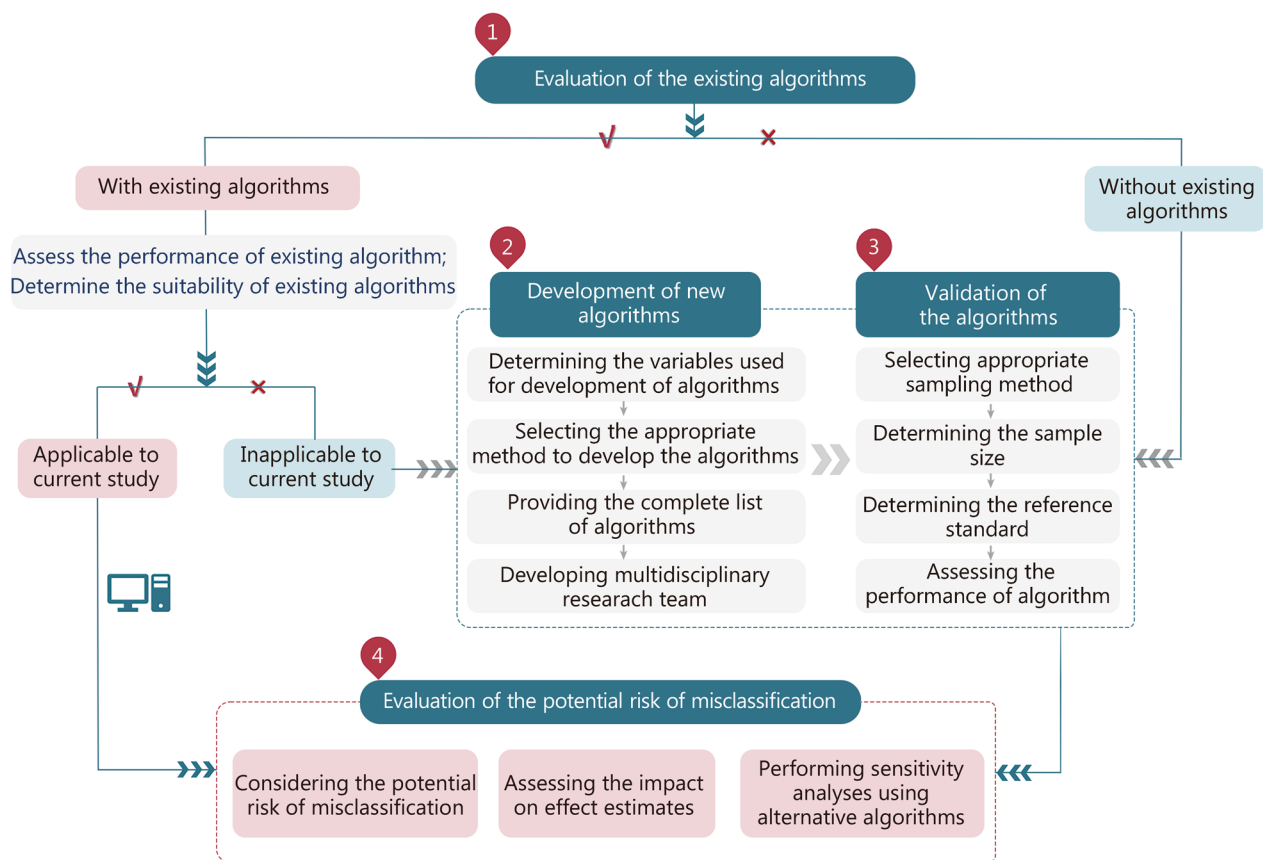 1
Evaluation of the existing algorithms
√
×
With existing algorithms
Without existing
algorithms
Assess the performance of existing algorithm;
Determine the suitability of existing algorithms
√
×
Applicable to
current study
Inapplicable to
current study
2
Development of new
algorithms
Determining the variables used
for development of algorithms
Selecting the appropriate
method to develop the algorithms
Providing the complete list
of algorithms
Developing multidisciplinary
researach team
3
Validation of
the algorithms
Selecting appropriate
sampling method
Determining the sample
size
Determining the reference
standard
Assessing the
performance of algorithm
4
Evaluation of the potential risk of misclassification
Considering the potential
risk of misclassification
Assessing the impact
on effect estimates
Performing sensitivity
analyses using
alternative algorithms